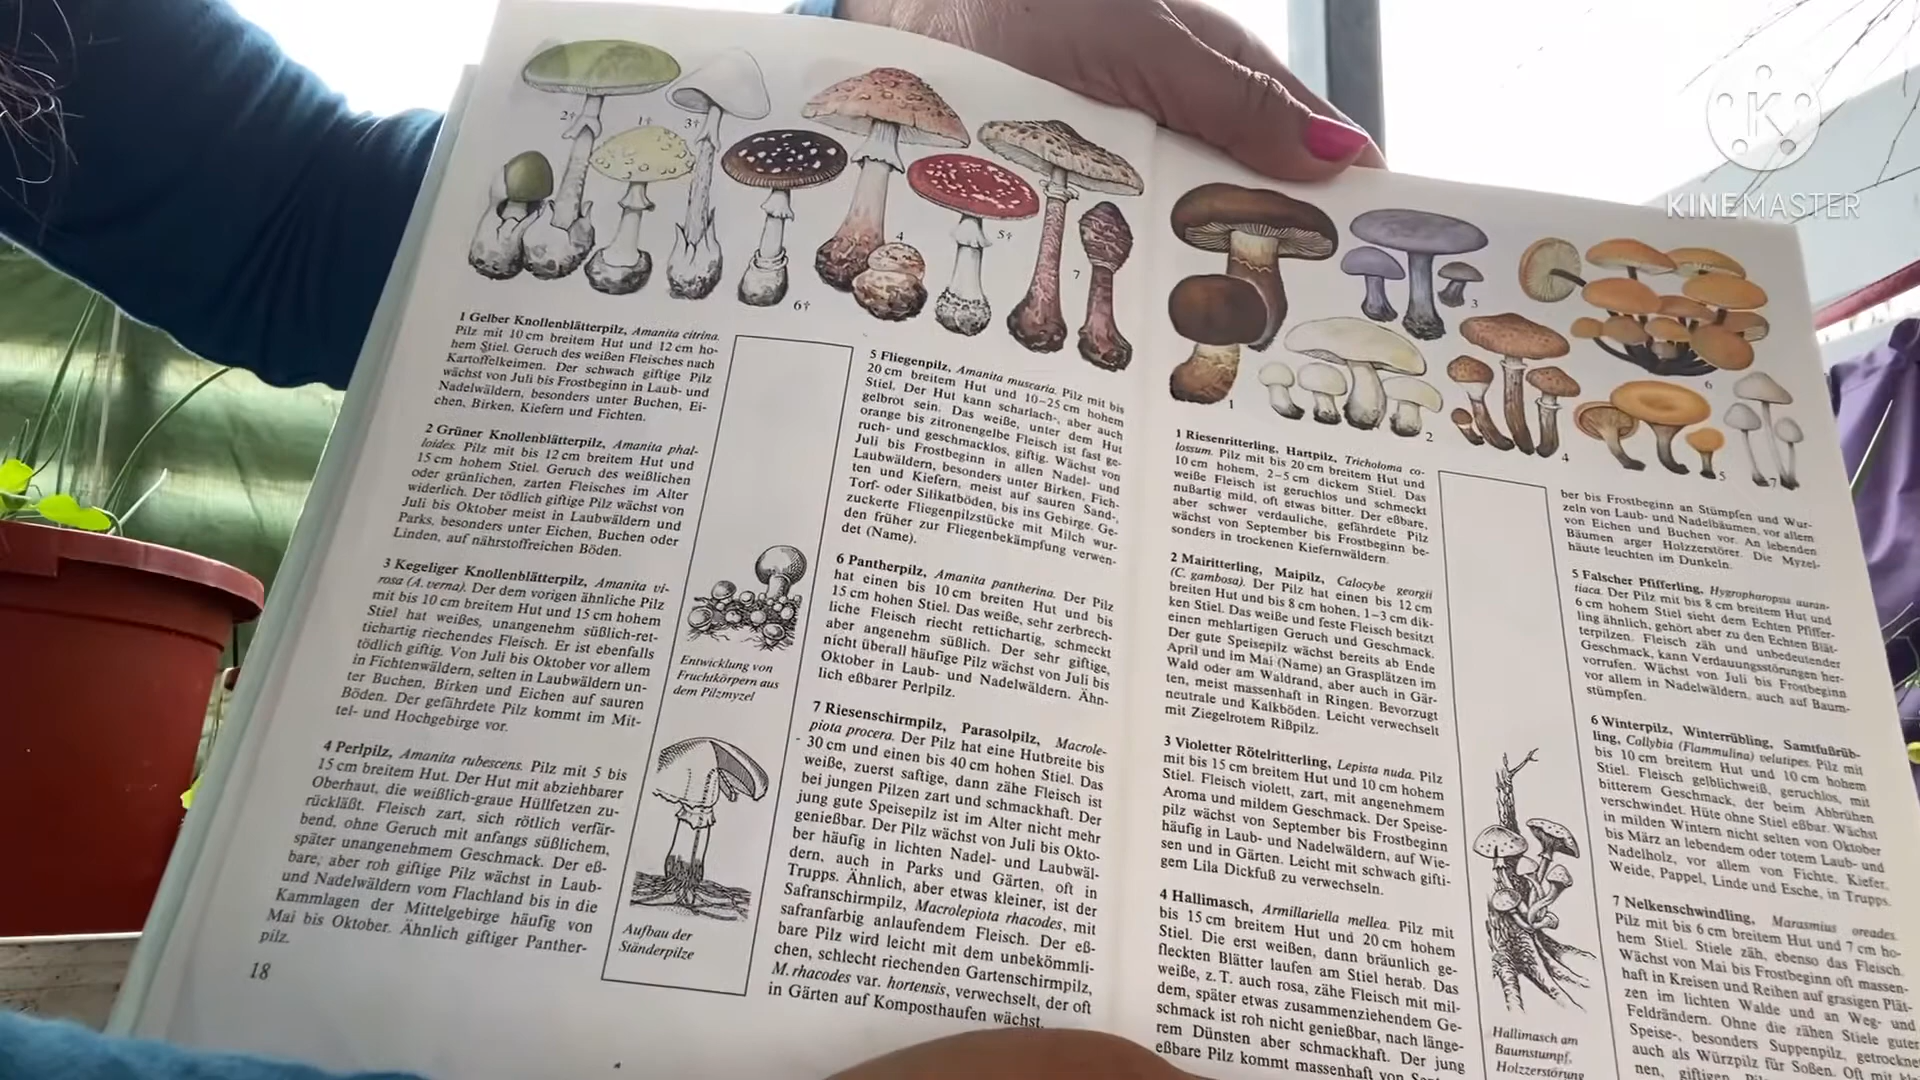 KINEMASTER
2†
1†
3†
6†
4
5†
7
1 Gelber Knollenblätterpilz, Amanita citrina.
Pilz mit 10 cm breitem Hut und 12 cm ho-
hem Stiel. Geruch des weißen Fleisches nach
Kartoffelkeimen. Der schwach giftige Pilz
wächst von Juli bis Frostbeginn in Laub- und
Nadelwäldern, besonders unter Buchen, Ei-
chen, Birken, Kiefern und Fichten.
2 Grüner Knollenblätterpilz, Amanita phal-
loides. Pilz mit bis 12 cm breitem Hut und
15 cm hohem Stiel. Geruch des weißlichen
oder grünlichen, zarten Fleisches im Alter
widerlich. Der tödlich giftige Pilz wächst von
Juli bis Oktober meist in Laubwäldern und
Parks, besonders unter Eichen, Buchen oder
Linden, auf nährstoffreichen Böden.
3 Kegeliger Knollenblätterpilz, Amanita vi-
rosa (A. verna). Der dem vorigen ähnliche Pilz
mit bis 10 cm breitem Hut und 15 cm hohem
Stiel hat weißes, unangenehm süßlich-ret-
tichartig riechendes Fleisch. Er ist ebenfalls
tödlich giftig. Von Juli bis Oktober vor allem
in Fichtenwäldern, selten in Laubwäldern un-
ter Buchen, Birken und Eichen auf sauren
Böden. Der gefährdete Pilz kommt im Mit-
tel- und Hochgebirge vor.
4 Perlpilz, Amanita rubescens. Pilz mit 5 bis
15 cm breitem Hut. Der Hut mit abziehbarer
Oberhaut, die weißlich-graue Hüllfetzen zu-
rückläßt. Fleisch zart, sich rötlich verfär-
bend, ohne Geruch mit anfangs süßlichem,
später unangenehmem Geschmack. Der eß-
bare, aber roh giftige Pilz wächst in Laub-
und Nadelwäldern vom Flachland bis in die
Kammlagen der Mittelgebirge häufig von
Mai bis Oktober. Ähnlich giftiger Panther-
pilz.
18
Entwicklung von
Fruchtkörpern aus
dem Pilzmyzel
Aufbau der
Ständerpilze
5 Fliegenpilz, Amanita muscaria. Pilz mit bis
20 cm breitem Hut und 10–25 cm hohem
Stiel. Der Hut kann scharlach-, aber auch
gelbrot sein. Das weiße, unter dem Hut
orange bis zitronengelbe Fleisch ist fast ge-
ruch- und geschmacklos, giftig. Wächst von
Juli bis Frostbeginn in allen Nadel- und
Laubwäldern, besonders unter Birken, Fich-
ten und Kiefern, meist auf sauren Sand-,
Torf- oder Silikatböden, bis ins Gebirge. Ge-
zuckerte Fliegenpilzstücke mit Milch wur-
den früher zur Fliegenbekämpfung verwen-
det (Name).
6 Pantherpilz, Amanita pantherina. Der Pilz
hat einen bis 10 cm breiten Hut und bis
15 cm hohen Stiel. Das weiße, sehr zerbrech-
liche Fleisch riecht rettichartig, schmeckt
aber angenehm süßlich. Der sehr giftige,
nicht überall häufige Pilz wächst von Juli bis
Oktober in Laub- und Nadelwäldern. Ähn-
lich eßbarer Perlpilz.
7 Riesenschirmpilz, Parasolpilz, Macrole-
piota procera. Der Pilz hat eine Hutbreite bis
30 cm und einen bis 40 cm hohen Stiel. Das
weiße, zuerst saftige, dann zähe Fleisch ist
bei jungen Pilzen zart und schmackhaft. Der
jung gute Speisepilz ist im Alter nicht mehr
genießbar. Der Pilz wächst von Juli bis Okto-
ber häufig in lichten Nadel- und Laubwäl-
dern, auch in Parks und Gärten, oft in
Trupps. Ähnlich, aber etwas kleiner, ist der
Safranschirmpilz, Macrolepiota rhacodes, mit
safranfarbig anlaufendem Fleisch. Der eß-
bare Pilz wird leicht mit dem unbekömmli-
chen, schlecht riechenden Gartenschirmpilz,
M. rhacodes var. hortensis, verwechselt, der oft
in Gärten auf Komposthaufen wächst.
1
2
3
4
5
6
7
1 Riesenritterling, Hartpilz, Tricholoma co-
lossum. Pilz mit bis 20 cm breitem Hut und
10 cm hohem, 2–5 cm dickem Stiel. Das
weiße Fleisch ist geruchlos und schmeckt
nußartig mild, oft etwas bitter. Der eßbare,
aber schwer verdauliche, gefährdete Pilz
wächst von September bis Frostbeginn be-
sonders in trockenen Kiefernwäldern.
2 Mairitterling, Maipilz, Calocybe georgii
(C. gambosa). Der Pilz hat einen bis 12 cm
breiten Hut und bis 8 cm hohen, 1–3 cm dik-
ken Stiel. Das weiße und feste Fleisch besitzt
einen mehlartigen Geruch und Geschmack.
Der gute Speisepilz wächst bereits ab Ende
April und im Mai (Name) an Grasplätzen im
Wald oder am Waldrand, aber auch in Gär-
ten, meist massenhaft in Ringen. Bevorzugt
neutrale und Kalkböden. Leicht verwechselt
mit Ziegelrotem Rißpilz.
3 Violetter Rötelritterling, Lepista nuda. Pilz
mit bis 15 cm breitem Hut und 10 cm hohem
Stiel. Fleisch violett, zart, mit angenehmem
Aroma und mildem Geschmack. Der Speise-
pilz wächst von September bis Frostbeginn
häufig in Laub- und Nadelwäldern, auf Wie-
sen und in Gärten. Leicht mit schwach gifti-
gem Lila Dickfuß zu verwechseln.
4 Hallimasch, Armillariella mellea. Pilz mit
bis 15 cm breitem Hut und 20 cm hohem
Stiel. Die erst weißen, dann bräunlich ge-
fleckten Blätter laufen am Stiel herab. Das
weiße, z. T. auch rosa, zähe Fleisch mit mil-
dem, später etwas zusammenziehendem Ge-
schmack ist roh nicht genießbar, nach länge-
rem Dünsten aber schmackhaft. Der jung
eßbare Pilz kommt massenhaft von
Hallimasch am
Baumstumpf,
Holzzerstörung
ber bis Frostbeginn an Stümpfen und Wur-
zeln von Laub- und Nadelbäumen, vor allem
von Eichen und Buchen vor. An lebenden
Bäumen arger Holzzerstörer. Die Myzel-
häute leuchten im Dunkeln.
5 Falscher Pfifferling, Hygrophoropsis auran-
tiaca. Der Pilz mit bis 8 cm breitem Hut und
6 cm hohem Stiel sieht dem Echten Pfiffer-
ling ähnlich, gehört aber zu den Echten Blät-
terpilzen. Fleisch zäh und unbedeutender
Geschmack, kann Verdauungsstörungen her-
vorrufen. Wächst von Juli bis Frostbeginn
vor allem in Nadelwäldern, auch auf Baum-
stümpfen.
6 Winterpilz, Winterrübling, Samtfußrüb-
ling, Collybia (Flammulina) velutipes. Pilz mit
bis 10 cm breitem Hut und 10 cm hohem
Stiel. Fleisch gelblichweiß, geruchlos, mit
bitterem Geschmack, der beim Abbrühen
verschwindet. Hüte ohne Stiel eßbar. Wächst
in milden Wintern nicht selten von Oktober
bis März an lebendem oder totem Laub- und
Nadelholz, vor allem von Fichte, Kiefer,
Weide, Pappel, Linde und Esche, in Trupps.
7 Nelkenschwindling, Marasmius oreades.
Pilz mit bis 6 cm breitem Hut und 7 cm ho-
hem Stiel. Stiele zäh, ebenso das Fleisch.
Wächst von Mai bis Frostbeginn oft massen-
haft in Kreisen und Reihen auf grasigen Plät-
zen im lichten Walde und an Weg- und
Feldrändern. Ohne die zähen Stiele guter
Speise-, besonders Suppenpilz, getrocknet
auch als Würzpilz für Soßen. Oft mit
nen, giftigen